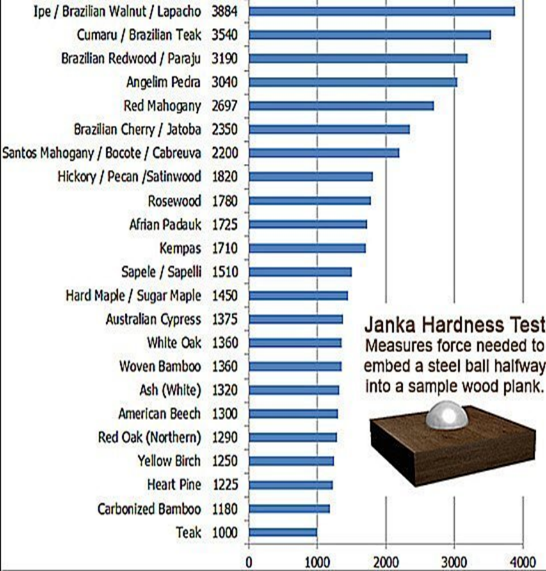 Ipe / Brazilian Walnut / Lapacho 3884
Cumaru / Brazilian Teak 3540
Brazilian Redwood / Paraju 3190
Angelim Pedra 3040
Red Mahogany 2697
Brazilian Cherry / Jatoba 2350
Santos Mahogany / Bocote / Cabreuva 2200
Hickory / Pecan /Satinwood 1820
Rosewood 1780
Afrian Padauk 1725
Kempas 1710
Sapele / Sapelli 1510
Hard Maple / Sugar Maple 1450
Australian Cypress 1375
White Oak 1360
Woven Bamboo 1360
Ash (White) 1320
American Beech 1300
Red Oak (Northern) 1290
Yellow Birch 1250
Heart Pine 1225
Carbonized Bamboo 1180
Teak 1000
0 1000 2000 3000 4000
Janka Hardness Test
Measures force needed to
embed a steel ball halfway
into a sample wood plank.